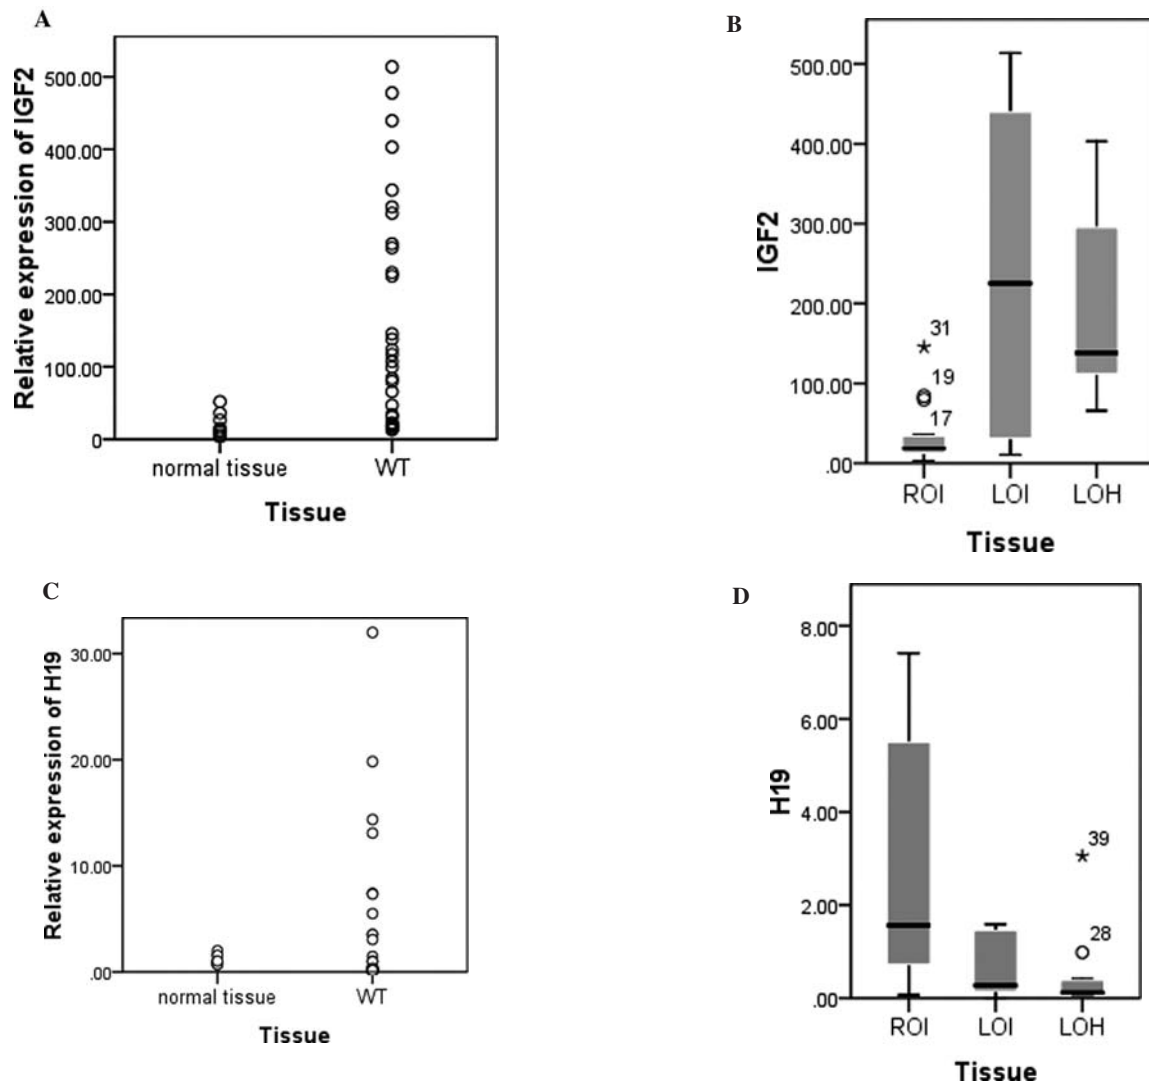 A
Relative expression of IGF2
500.00
400.00
300.00
200.00
100.00
0
normal tissue WT
Tissue
B
IGF2
500.00
400.00
300.00
200.00
100.00
.00
31
19
17
ROI LOI LOH
Tissue
C
Relative expression of H19
30.00
20.00
10.00
.00
normal tissue WT
Tissue
D
H19
8.00
6.00
4.00
2.00
.00
39
28
ROI LOI LOH
Tissue